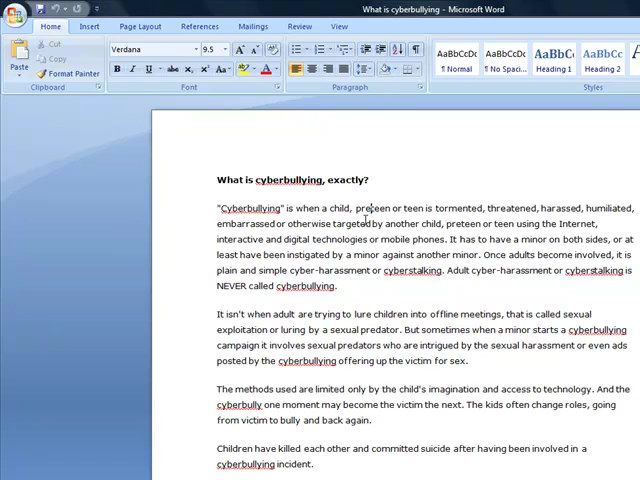 What is cyberbullying - Microsoft Word
Home Insert Page Layout References Mailings Review View
Paste
Cut
Copy
Format Painter
Clipboard
Verdana 9.5
Font
Paragraph
AaBbCcDc AaBbCcDc AaBbC AaBbCc AaB
¶ Normal ¶ No Spaci... Heading 1 Heading 2
Styles
What is cyberbullying, exactly?
"Cyberbullying" is when a child, preteen or teen is tormented, threatened, harassed, humiliated,
embarrassed or otherwise targeted by another child, preteen or teen using the Internet,
interactive and digital technologies or mobile phones. It has to have a minor on both sides, or at
least have been instigated by a minor against another minor. Once adults become involved, it is
plain and simple cyber-harassment or cyberstalking. Adult cyber-harassment or cyberstalking is
NEVER called cyberbullying.
It isn't when adult are trying to lure children into offline meetings, that is called sexual
exploitation or luring by a sexual predator. But sometimes when a minor starts a cyberbullying
campaign it involves sexual predators who are intrigued by the sexual harassment or even ads
posted by the cyberbullying offering up the victim for sex.
The methods used are limited only by the child's imagination and access to technology. And the
cyberbully one moment may become the victim the next. The kids often change roles, going
from victim to bully and back again.
Children have killed each other and committed suicide after having been involved in a
cyberbullying incident.